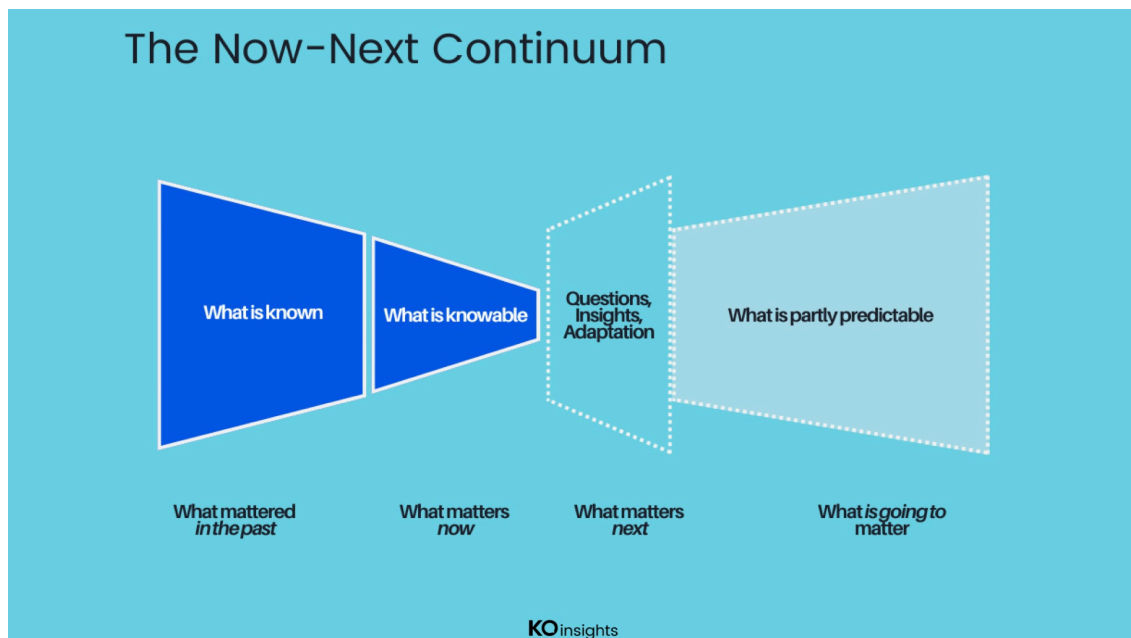 The Now-Next Continuum
What is known
What is knowable
Questions,
Insights,
Adaptation
What is partly predictable
What mattered
in the past
What matters
now
What matters
next
What is going to
matter
KO insights